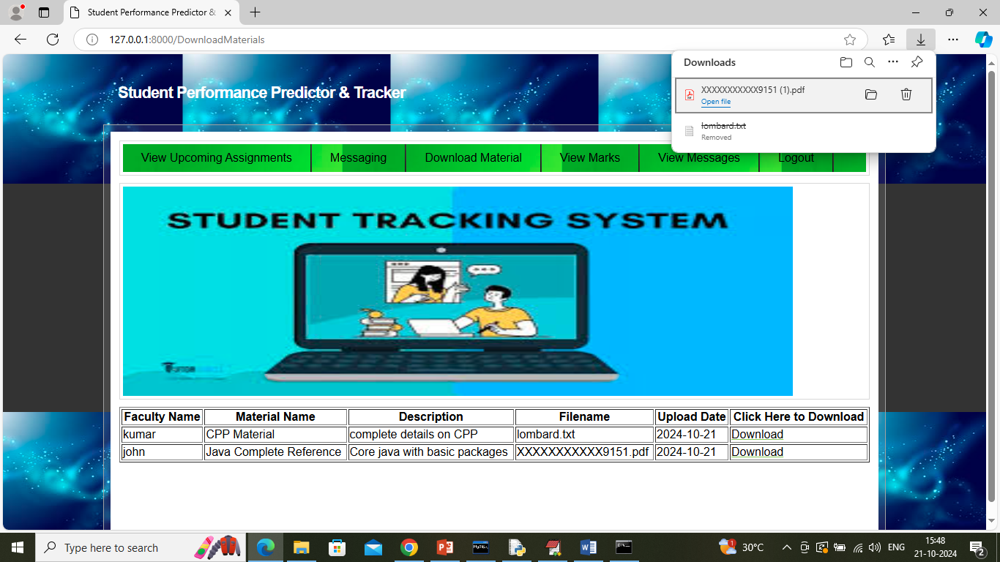 Student Performance Predictor &
127.0.0.1:8000/DownloadMaterials
Downloads
XXXXXXXXXXX9151 (1).pdf
Open file
lombard.txt
Removed
Student Performance Predictor & Tracker
View Upcoming Assignments Messaging Download Material View Marks View Messages Logout
STUDENT TRACKING SYSTEM
Faculty Name Material Name Description Filename Upload Date Click Here to Download
kumar CPP Material complete details on CPP lombard.txt 2024-10-21 Download
john Java Complete Reference Core java with basic packages XXXXXXXXXXX9151.pdf 2024-10-21 Download
Type here to search
1 30°C ENG 15:48
21-10-2024
2